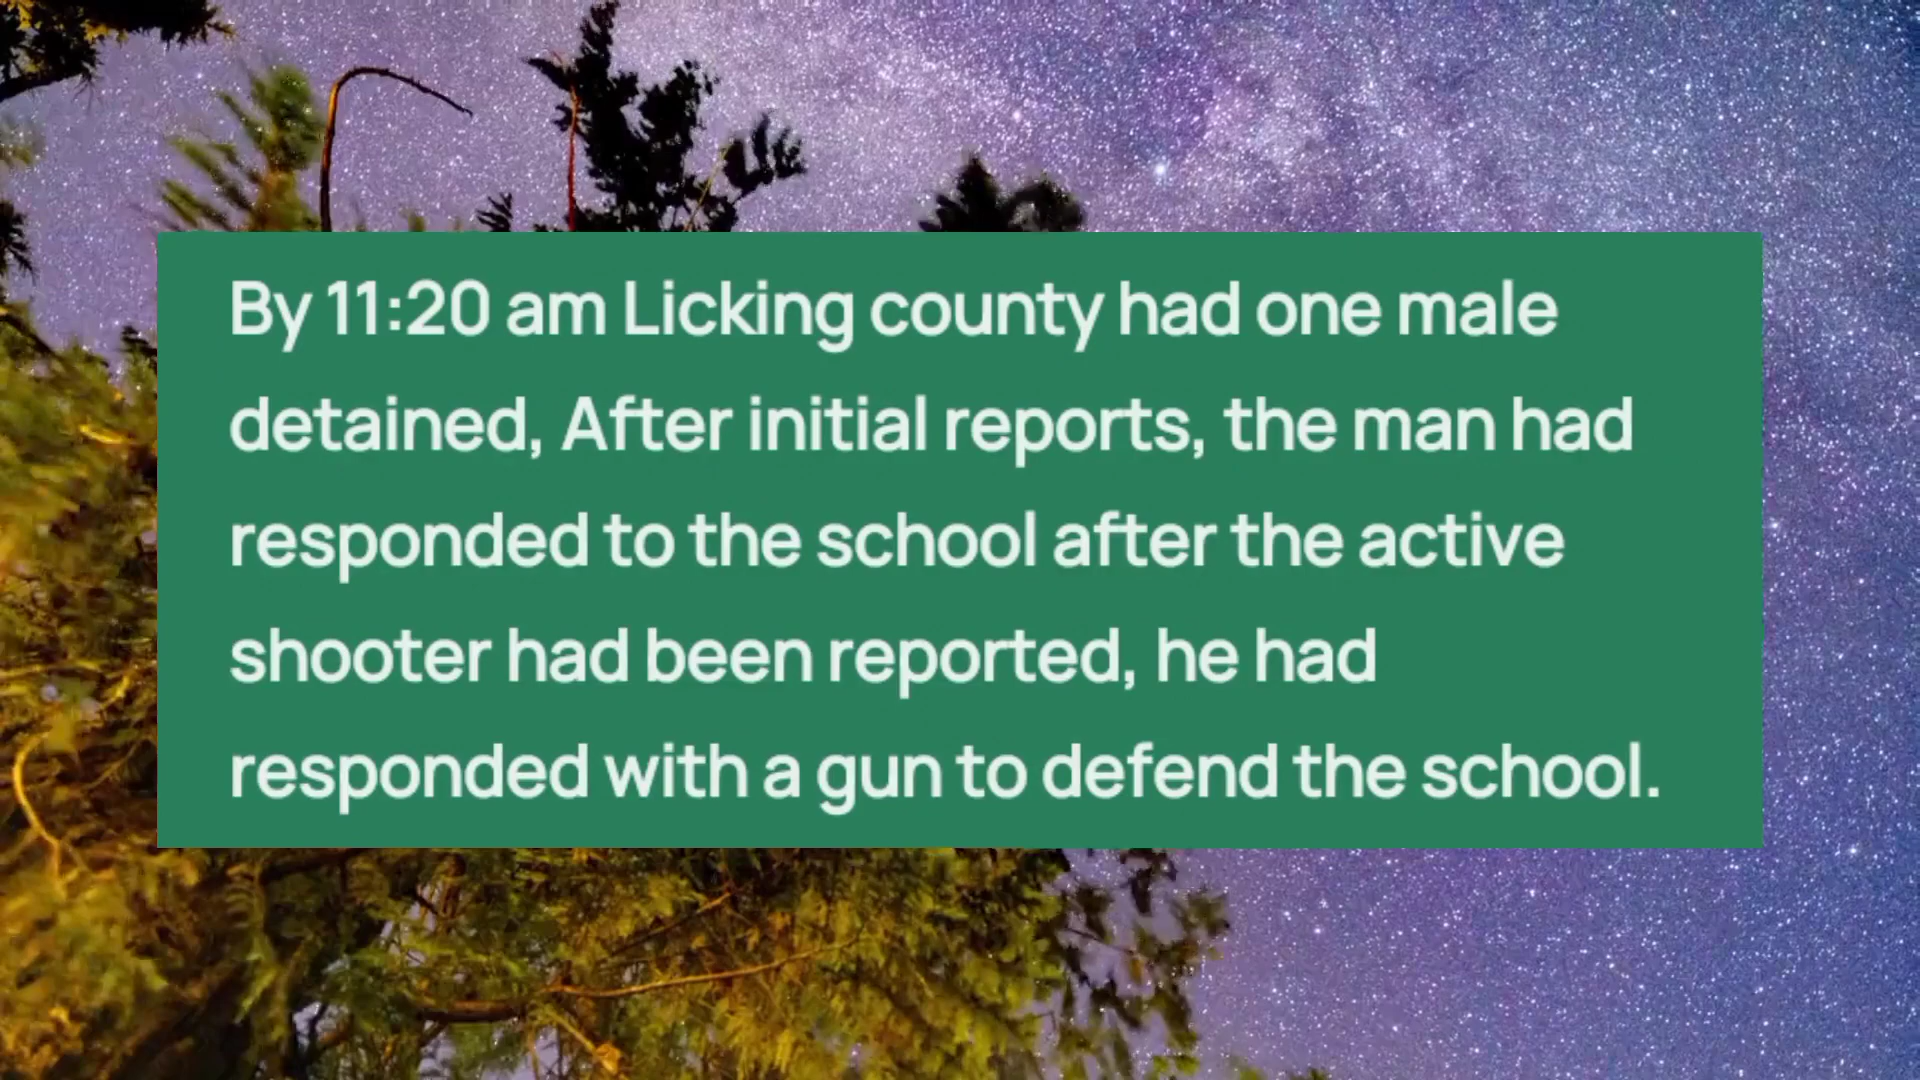 By 11:20 am Licking county had one male
detained, After initial reports, the man had
responded to the school after the active
shooter had been reported, he had
responded with a gun to defend the school.